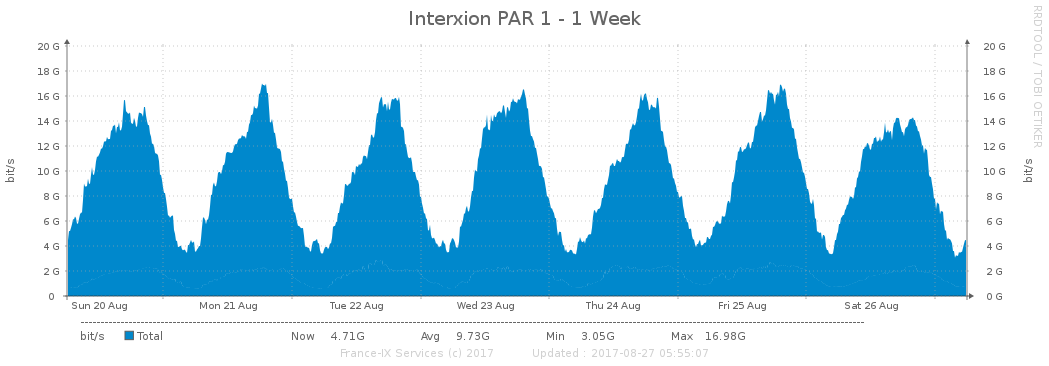 Interxion PAR 1 - 1 Week
RRDTOOL / TOBI OETIKER
bit/s
20 G 20 G
18 G 18 G
16 G 16 G
14 G 14 G
12 G 12 G
10 G 10 G
8 G 8 G
6 G 6 G
4 G 4 G
2 G 2 G
0 0 G
bit/s
Sun 20 Aug Mon 21 Aug Tue 22 Aug Wed 23 Aug Thu 24 Aug Fri 25 Aug Sat 26 Aug
bit/s Total Now 4.71G Avg 9.73G Min 3.05G Max 16.98G
France-IX Services (c) 2017 Updated : 2017-08-27 05:55:07